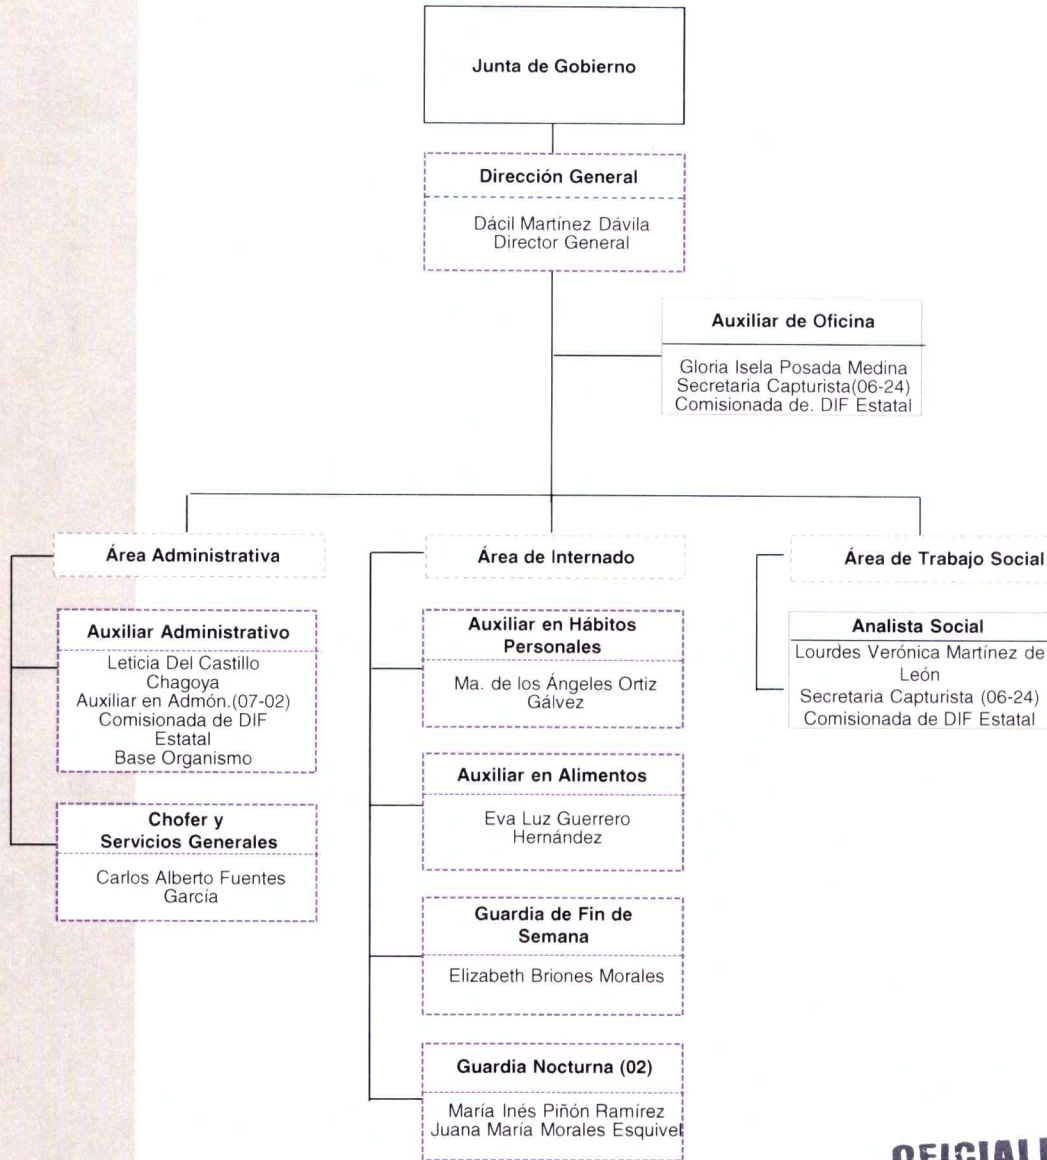 Junta de Gobierno
Dirección General
Dácil Martínez Dávila
Director General
Auxiliar de Oficina
Gloria Isela Posada Medina
Secretaria Capturista(06-24)
Comisionada de. DIF Estatal
Área Administrativa
Auxiliar Administrativo
Leticia Del Castillo
Chagoya
Auxiliar en Admón.(07-02)
Comisionada de DIF
Estatal
Base Organismo
Chofer y
Servicios Generales
Carlos Alberto Fuentes
García
Área de Internado
Auxiliar en Hábitos
Personales
Ma. de los Ángeles Ortiz
Gálvez
Auxiliar en Alimentos
Eva Luz Guerrero
Hernández
Guardia de Fin de
Semana
Elizabeth Briones Morales
Guardia Nocturna (02)
María Inés Piñón Ramírez
Juana María Morales Esquivel
Área de Trabajo Social
Analista Social
Lourdes Verónica Martínez de
León
Secretaria Capturista (06-24)
Comisionada de DIF Estatal